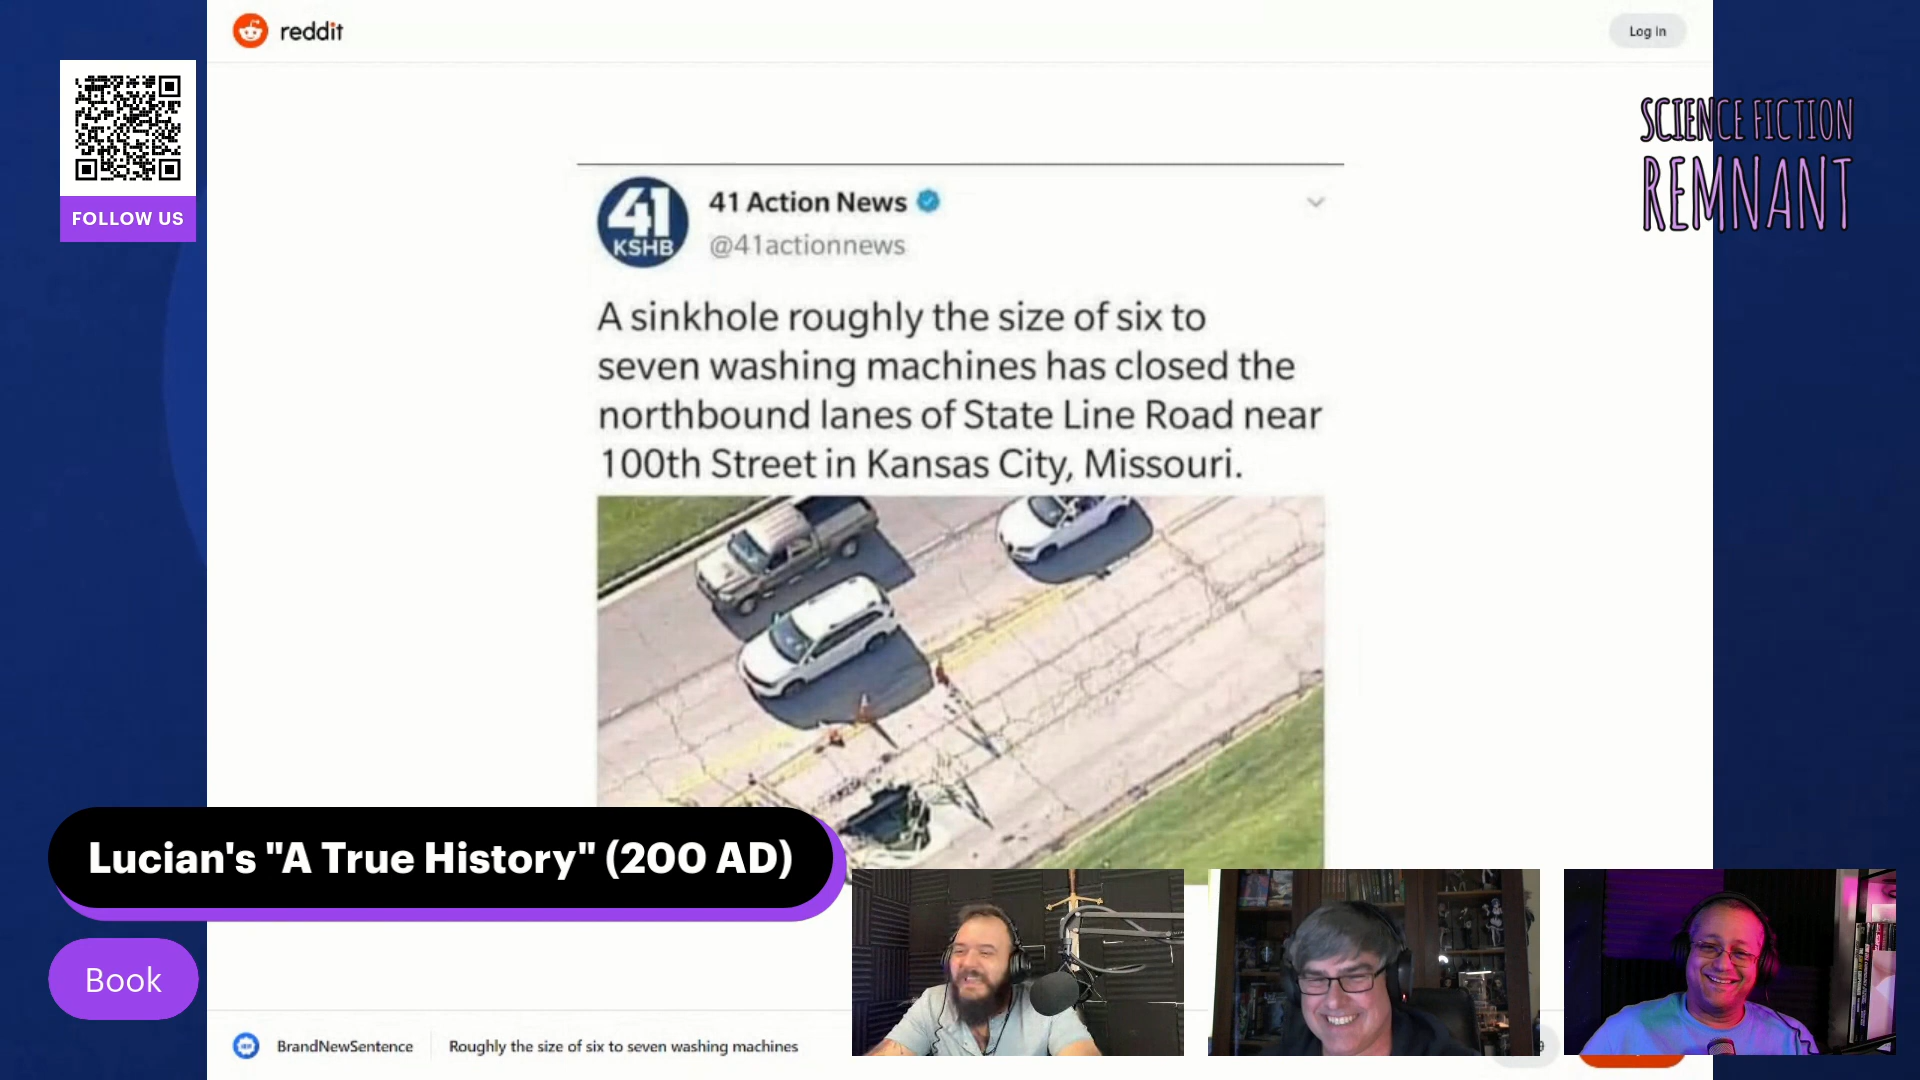 reddit
Log In
FOLLOW US
SCIENCE FICTION
REMNANT
41
KSHB
41 Action News
@41actionnews
A sinkhole roughly the size of six to
seven washing machines has closed the
northbound lanes of State Line Road near
100th Street in Kansas City, Missouri.
Lucian's "A True History" (200 AD)
Book
BrandNewSentence
Roughly the size of six to seven washing machines